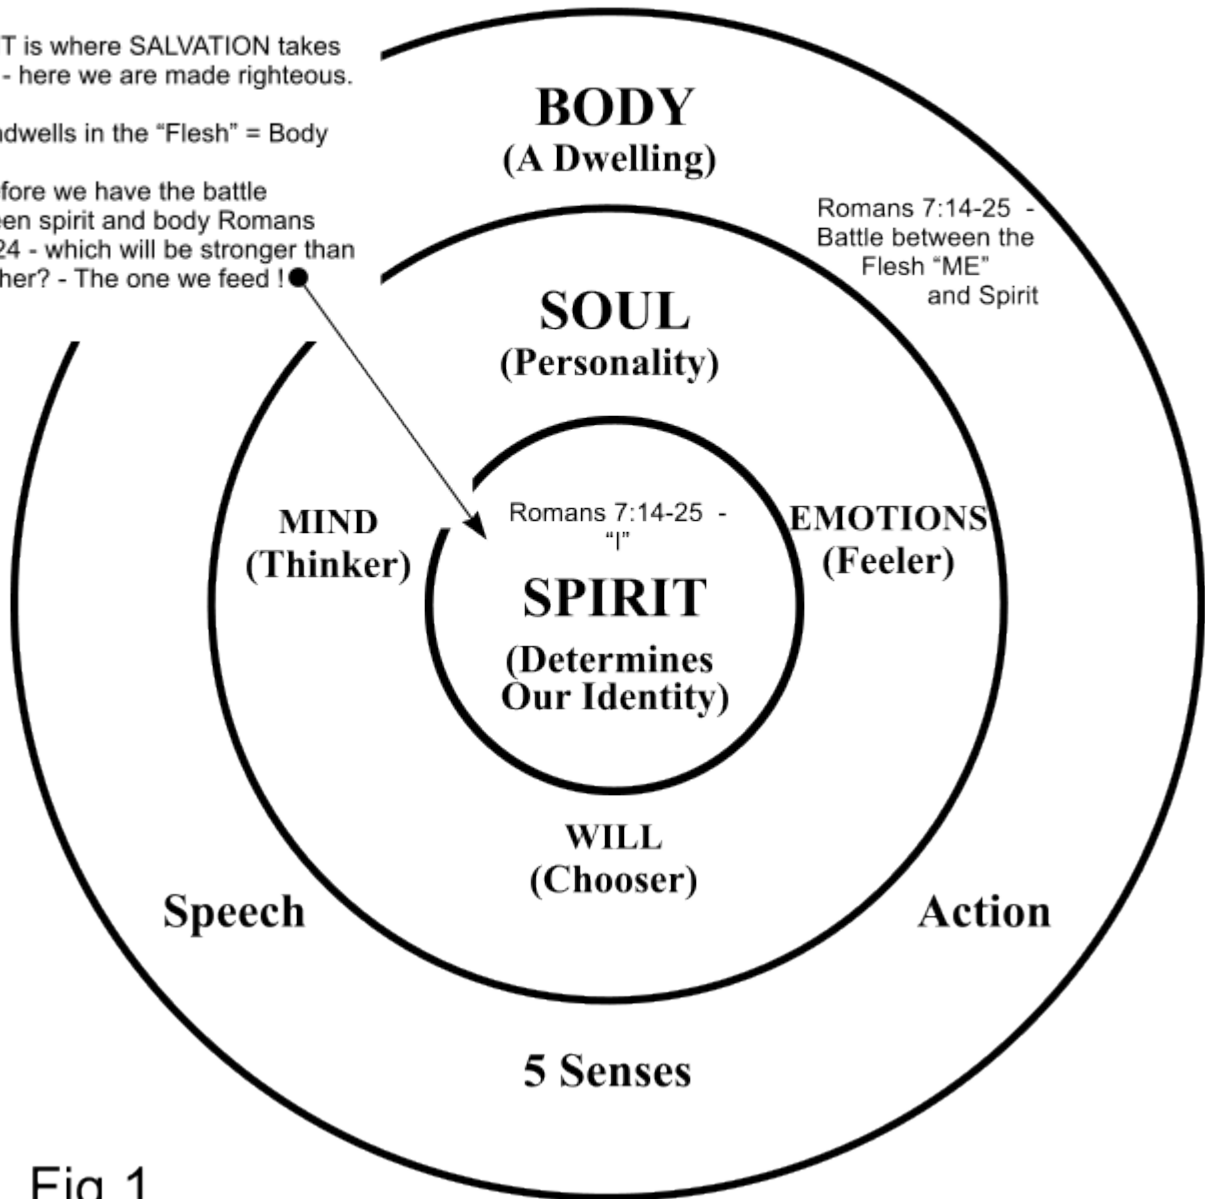 T is where SALVATION takes
- here we are made righteous.
ndwells in the “Flesh” = Body
fore we have the battle
een spirit and body Romans
24 - which will be stronger than
her? - The one we feed !
BODY
(A Dwelling)
Romans 7:14-25 -
Battle between the
Flesh “ME”
and Spirit
SOUL
(Personality)
MIND
(Thinker)
Romans 7:14-25 -
“I”
EMOTIONS
(Feeler)
SPIRIT
(Determines
Our Identity)
WILL
(Chooser)
Speech
Action
5 Senses
Fig 1